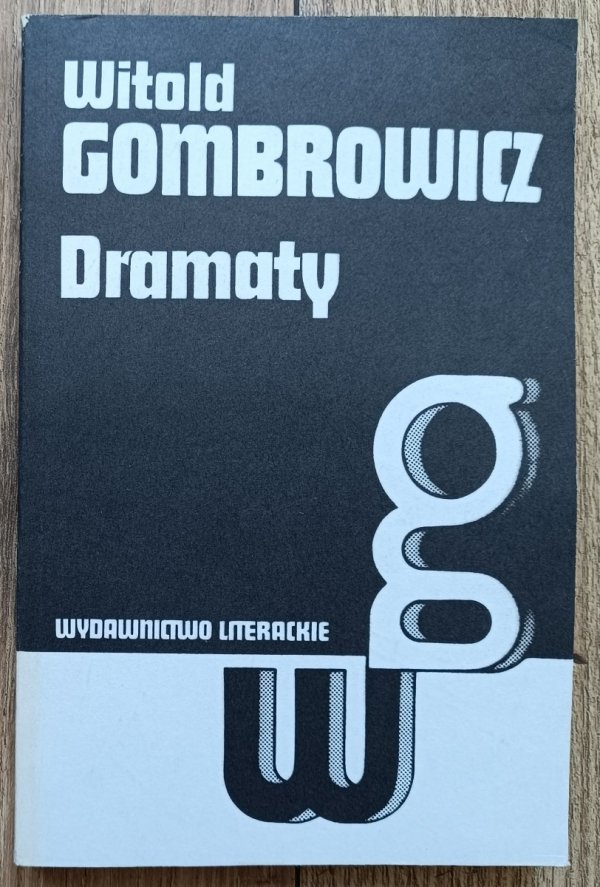 Witold
GOMBROWICZ
Dramaty
WYDAWNICTWO LITERACKIE
g
w